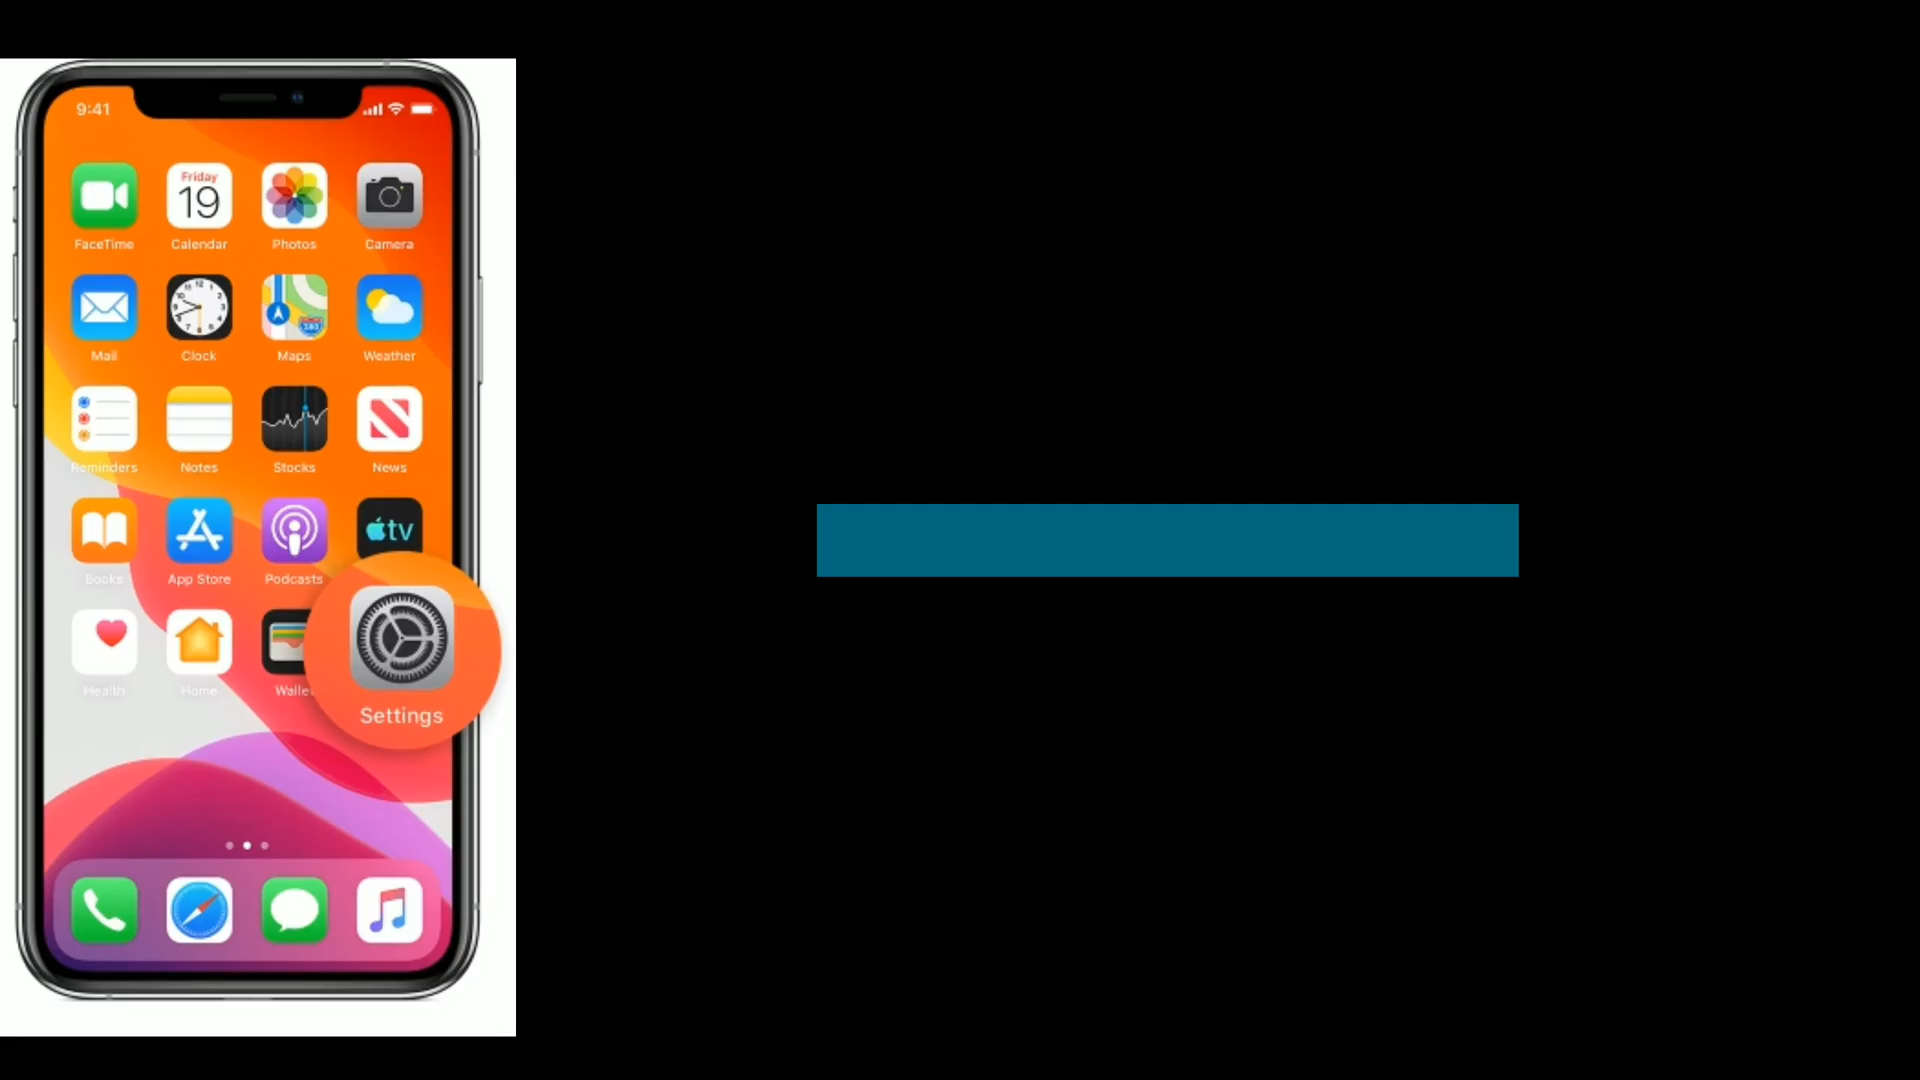 9:41
Friday
19
FaceTime Calendar Photos Camera
Mail Clock Maps Weather
Reminders Notes Stocks News
tv
Books App Store Podcasts
Health Home Walle
Settings